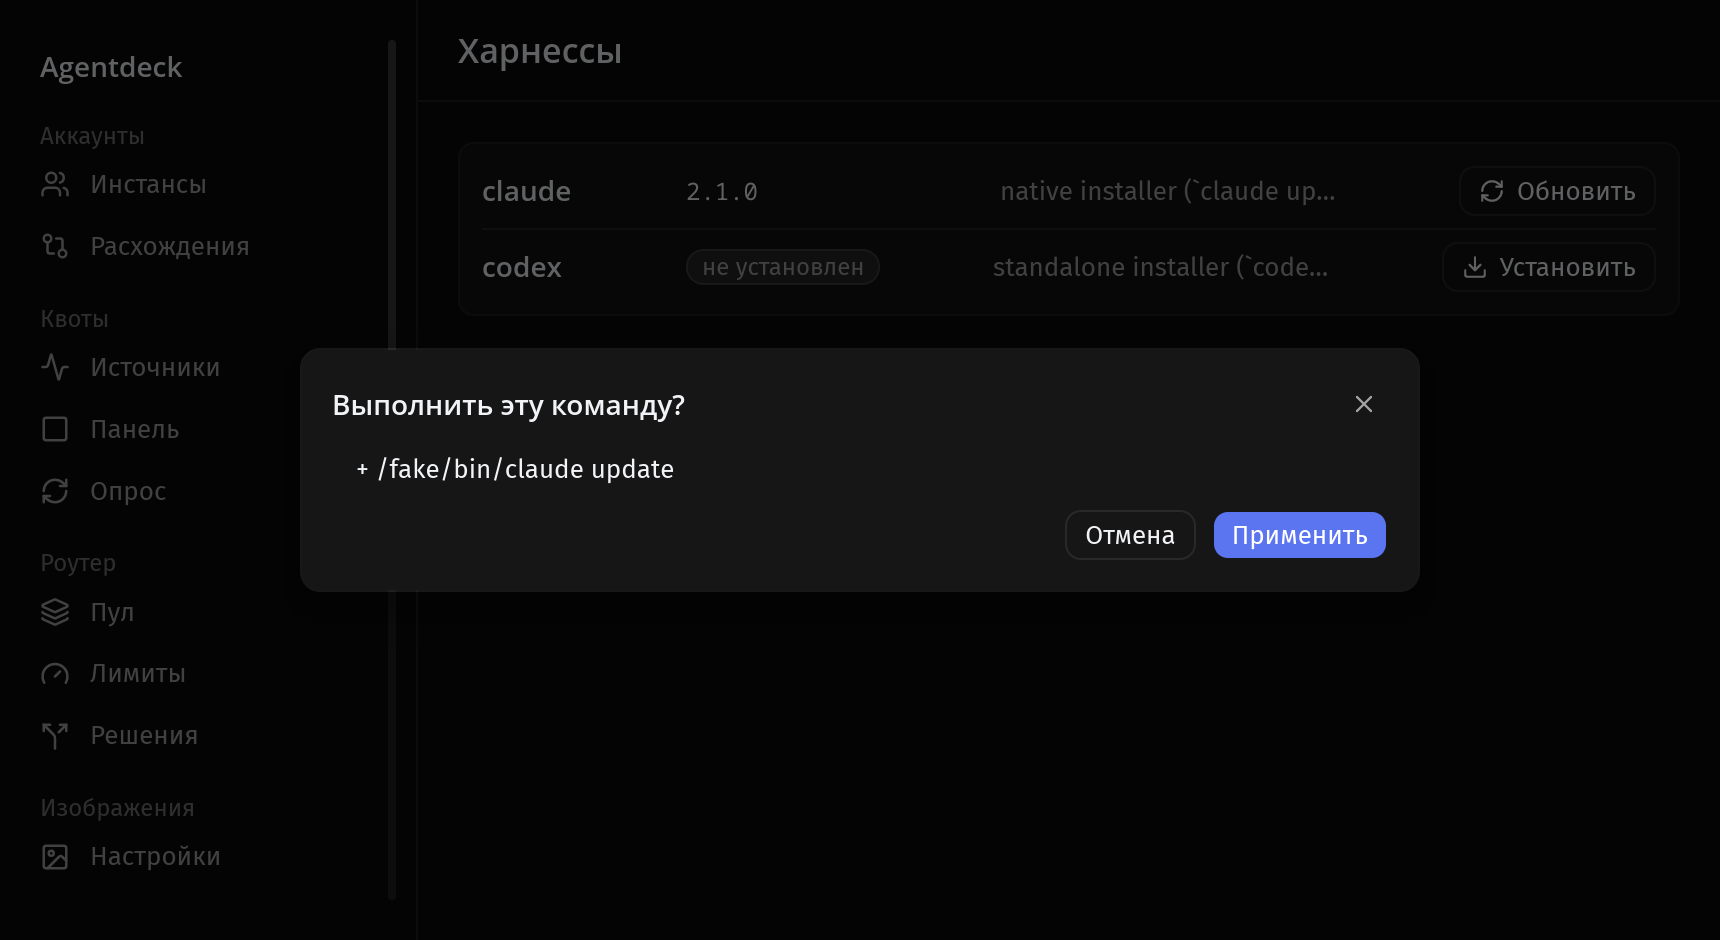 Agentdeck
Аккаунты
Инстансы
Расхождения
Квоты
Источники
Панель
Опрос
Роутер
Пул
Лимиты
Решения
Изображения
Настройки
Харнессы
claude 2.1.0 native installer (`claude up... Обновить
codex не установлен standalone installer (`code... Установить
Выполнить эту команду?
+ /fake/bin/claude update
Отмена Применить